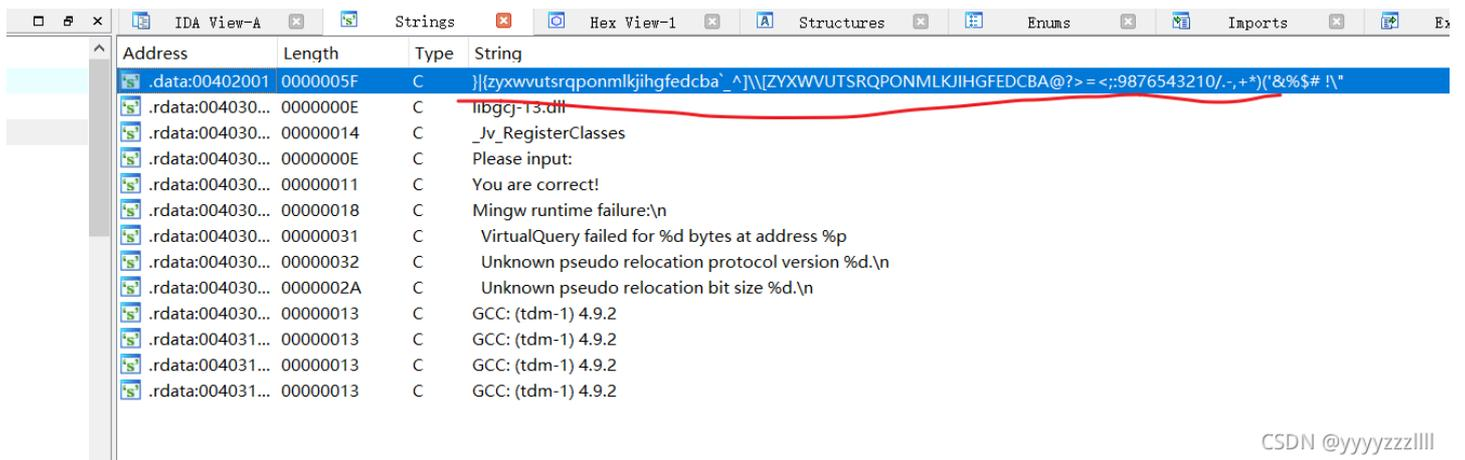 IDA View-A Strings Hex View-1 Structures Enums Imports Ex
Address Length Type String
.data:00402001 0000005F C }|{zyxwvutsrqponmlkjihgfedcba`_^]\\[ZYXWVUTSRQPONMLKJIHGFEDCBA@?>=<;:9876543210/.-,+*)('&%$# !\"
.rdata:004030... 0000000E C libgcj-13.dll
.rdata:004030... 00000014 C _Jv_RegisterClasses
.rdata:004030... 0000000E C Please input:
.rdata:004030... 00000011 C You are correct!
.rdata:004030... 00000018 C Mingw runtime failure:\n
.rdata:004030... 00000031 C VirtualQuery failed for %d bytes at address %p
.rdata:004030... 00000032 C Unknown pseudo relocation protocol version %d.\n
.rdata:004030... 0000002A C Unknown pseudo relocation bit size %d.\n
.rdata:004030... 00000013 C GCC: (tdm-1) 4.9.2
.rdata:004031... 00000013 C GCC: (tdm-1) 4.9.2
.rdata:004031... 00000013 C GCC: (tdm-1) 4.9.2
.rdata:004031... 00000013 C GCC: (tdm-1) 4.9.2
CSDN @yyyyzzzllll